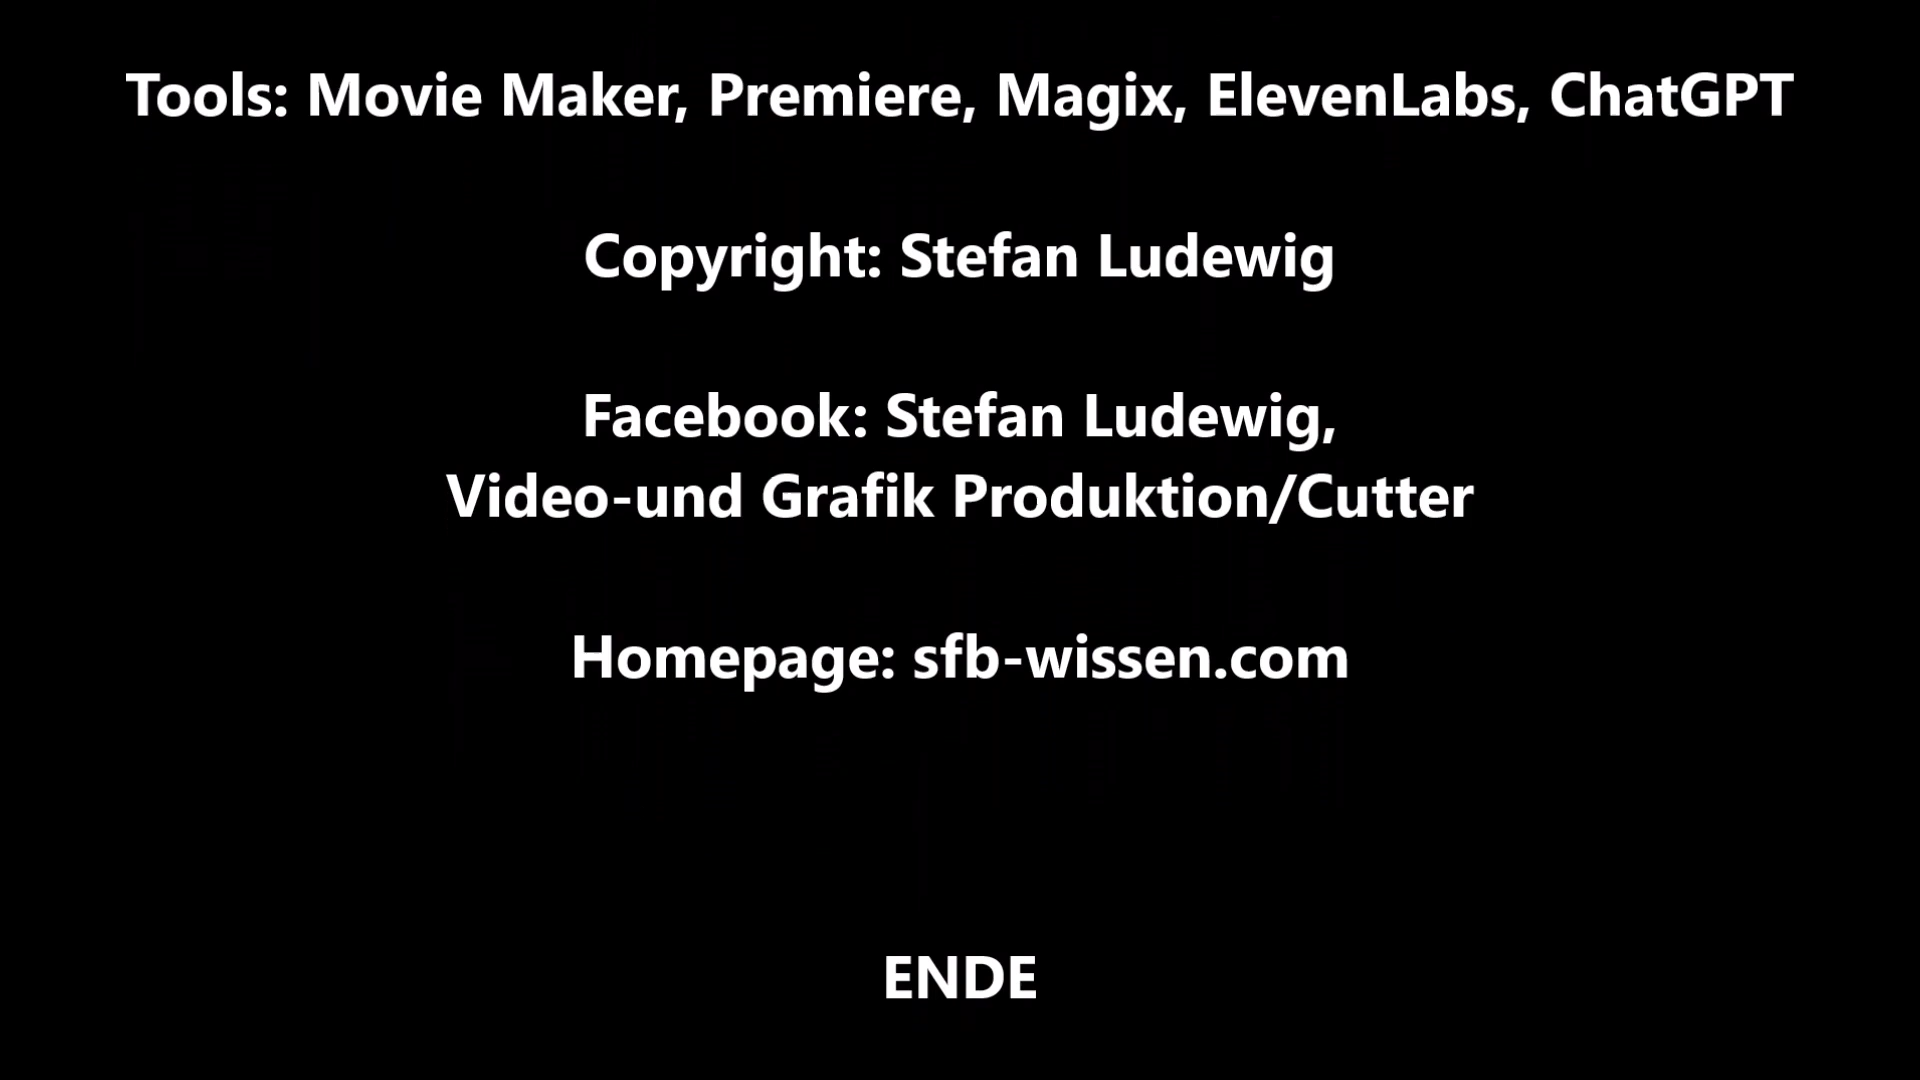 Tools: Movie Maker, Premiere, Magix, ElevenLabs, ChatGPT
Copyright: Stefan Ludewig
Facebook: Stefan Ludewig,
Video-und Grafik Produktion/Cutter
Homepage: sfb-wissen.com
ENDE